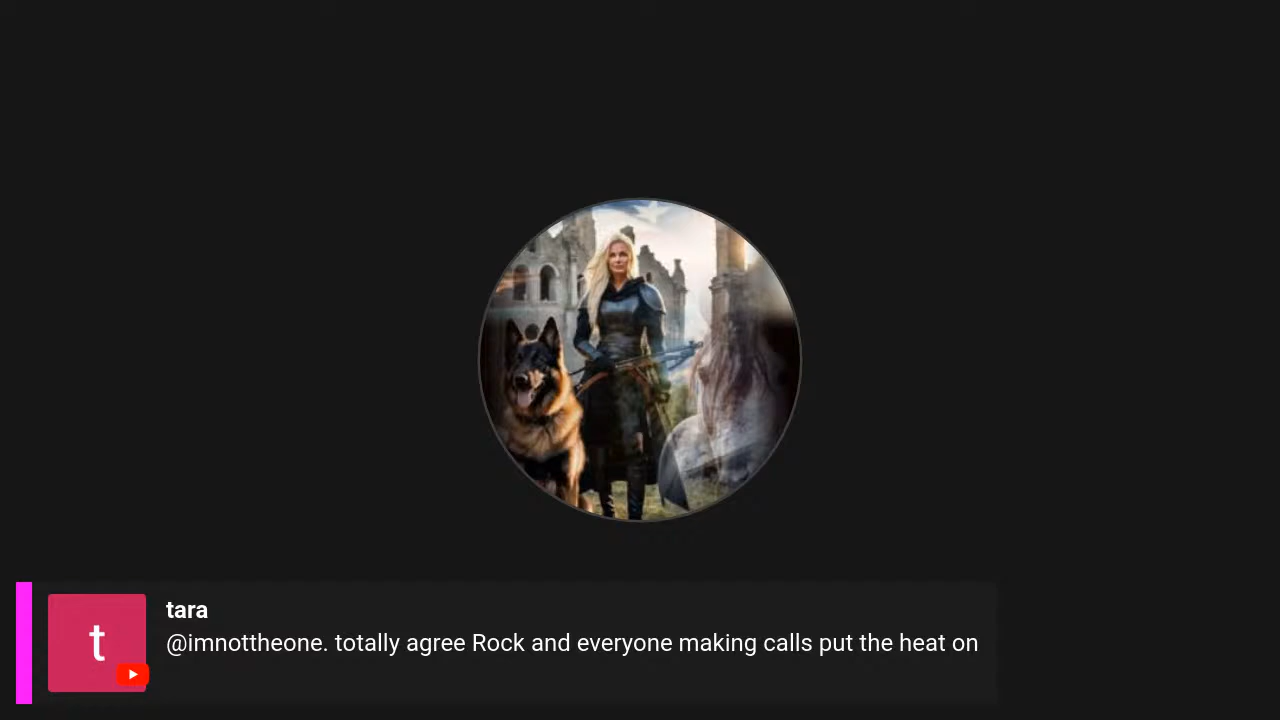 tara
t
@imnottheone. totally agree Rock and everyone making calls put the heat on